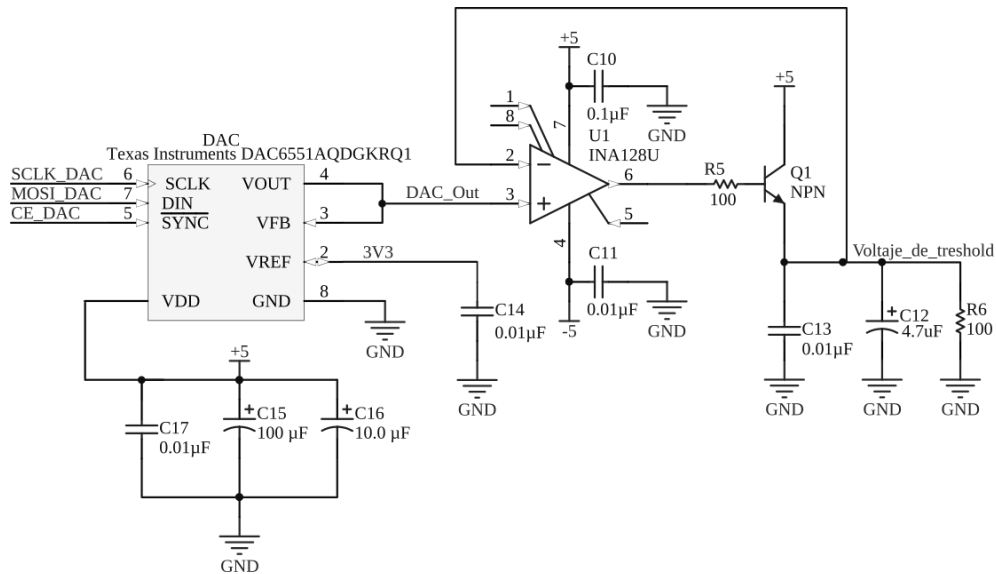 +5
C10
0.1µF
GND
7
U1
INA128U
1
8
2
3
6
5
4
C11
0.01µF
GND
-5
R5
100
+5
Q1
NPN
Voltaje_de_treshold
C13
0.01µF
GND
C12
4.7uF
GND
R6
100
GND
DAC
Texas Instruments DAC6551AQDGKRQ1
SCLK_DAC 6 SCLK
MOSI_DAC 7 DIN
CE_DAC 5 SYNC
VOUT 4
DAC_Out
VFB 3
VREF 2 3V3
VDD
GND 8
GND
C14
0.01µF
GND
+5
C17
0.01µF
C15
100 µF
C16
10.0 µF
GND